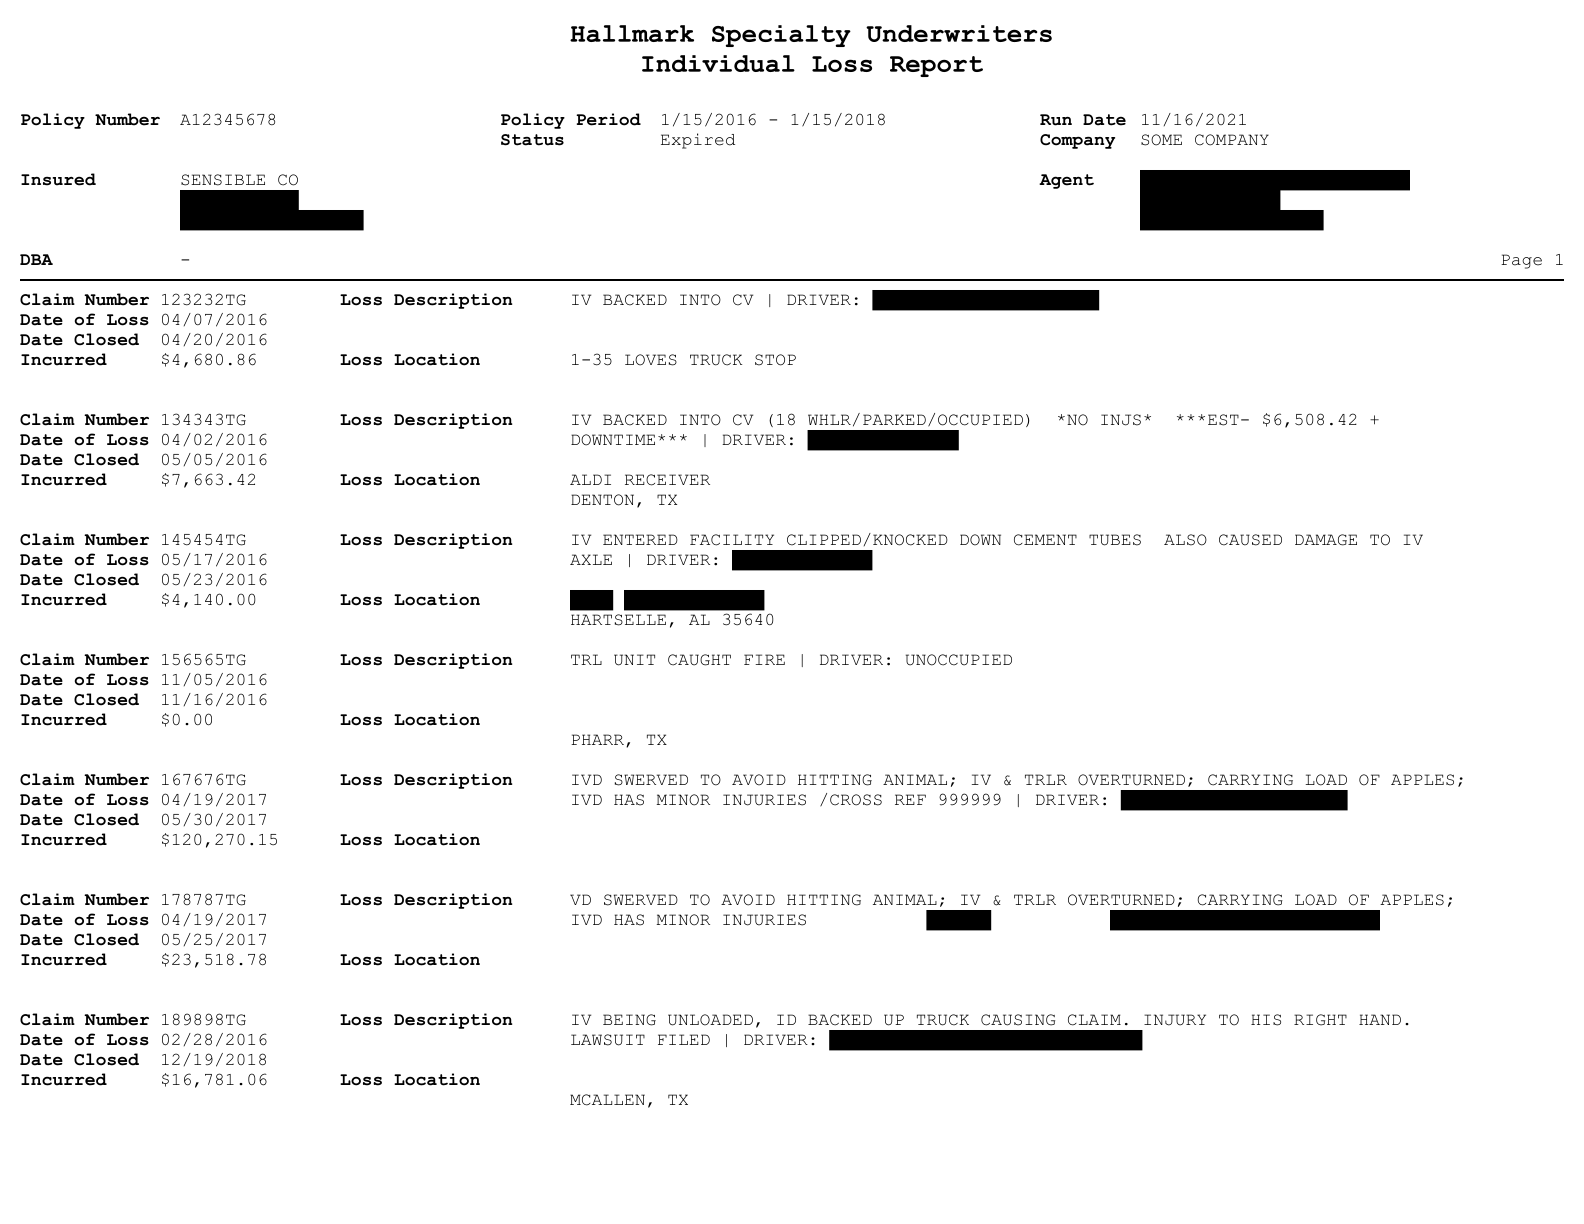 Hallmark Specialty Underwriters
Individual Loss Report
Policy Number A12345678 Policy Period 1/15/2016 - 1/15/2018 Run Date 11/16/2021
Status Expired Company SOME COMPANY
Insured SENSIBLE CO Agent
DBA - Page 1
Claim Number 123232TG Loss Description IV BACKED INTO CV | DRIVER:
Date of Loss 04/07/2016
Date Closed 04/20/2016
Incurred $4,680.86 Loss Location 1-35 LOVES TRUCK STOP
Claim Number 134343TG Loss Description IV BACKED INTO CV (18 WHLR/PARKED/OCCUPIED) *NO INJS* ***EST- $6,508.42 +
Date of Loss 04/02/2016 DOWNTIME*** | DRIVER:
Date Closed 05/05/2016
Incurred $7,663.42 Loss Location ALDI RECEIVER
DENTON, TX
Claim Number 145454TG Loss Description IV ENTERED FACILITY CLIPPED/KNOCKED DOWN CEMENT TUBES ALSO CAUSED DAMAGE TO IV
Date of Loss 05/17/2016 AXLE | DRIVER:
Date Closed 05/23/2016
Incurred $4,140.00 Loss Location
HARTSELLE, AL 35640
Claim Number 156565TG Loss Description TRL UNIT CAUGHT FIRE | DRIVER: UNOCCUPIED
Date of Loss 11/05/2016
Date Closed 11/16/2016
Incurred $0.00 Loss Location
PHARR, TX
Claim Number 167676TG Loss Description IVD SWERVED TO AVOID HITTING ANIMAL; IV & TRLR OVERTURNED; CARRYING LOAD OF APPLES;
Date of Loss 04/19/2017 IVD HAS MINOR INJURIES /CROSS REF 999999 | DRIVER:
Date Closed 05/30/2017
Incurred $120,270.15 Loss Location
Claim Number 178787TG Loss Description VD SWERVED TO AVOID HITTING ANIMAL; IV & TRLR OVERTURNED; CARRYING LOAD OF APPLES;
Date of Loss 04/19/2017 IVD HAS MINOR INJURIES
Date Closed 05/25/2017
Incurred $23,518.78 Loss Location
Claim Number 189898TG Loss Description IV BEING UNLOADED, ID BACKED UP TRUCK CAUSING CLAIM. INJURY TO HIS RIGHT HAND.
Date of Loss 02/28/2016 LAWSUIT FILED | DRIVER:
Date Closed 12/19/2018
Incurred $16,781.06 Loss Location
MCALLEN, TX